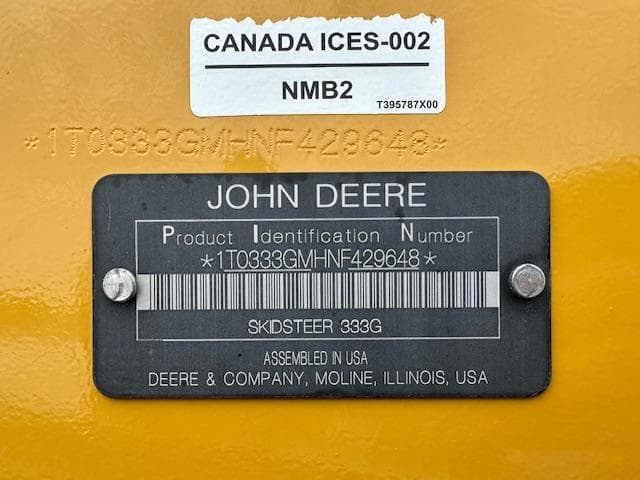 CANADA ICES-002
NMB2
T395787X00
*1T0333GMHNF429648*
JOHN DEERE
Product Identification Number
*1T0333GMHNF429648*
SKIDSTEER 333G
ASSEMBLED IN USA
DEERE & COMPANY, MOLINE, ILLINOIS, USA